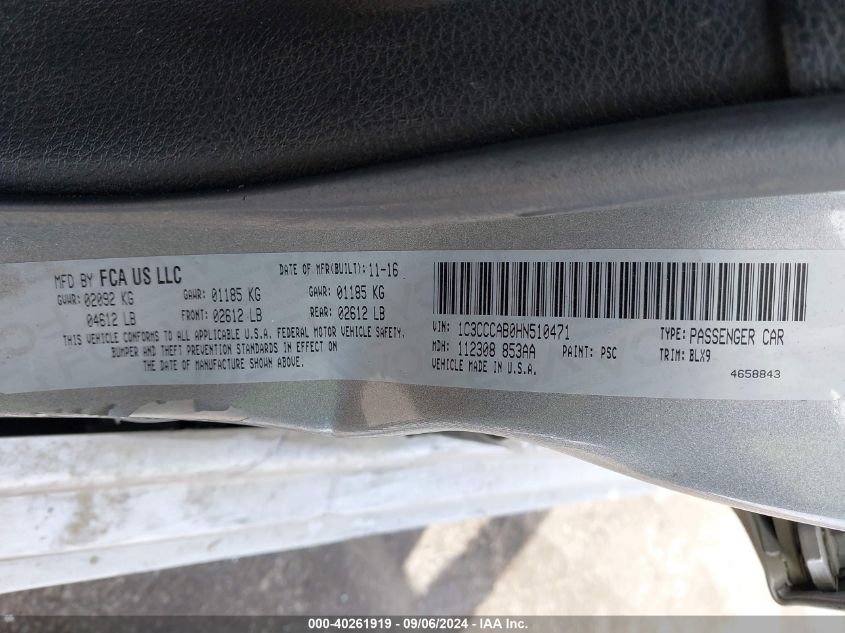 MFD BY FCA US LLC
DATE OF MFR(BUILT): 11-16
GVWR: 02092 KG
04612 LB
GAWR: 01185 KG
FRONT: 02612 LB
GAWR: 01185 KG
REAR: 02612 LB
THIS VEHICLE CONFORMS TO ALL APPLICABLE U.S.A. FEDERAL MOTOR VEHICLE SAFETY,
BUMPER AND THEFT PREVENTION STANDARDS IN EFFECT ON
THE DATE OF MANUFACTURE SHOWN ABOVE.
VIN: 1C3CCCAB0HN510471
TYPE: PASSENGER CAR
MDH: 112308 853AA
PAINT: PSC
TRIM: BLX9
VEHICLE MADE IN U.S.A.
4658843
000-40261919 - 09/06/2024 - I.A.A. Inc.